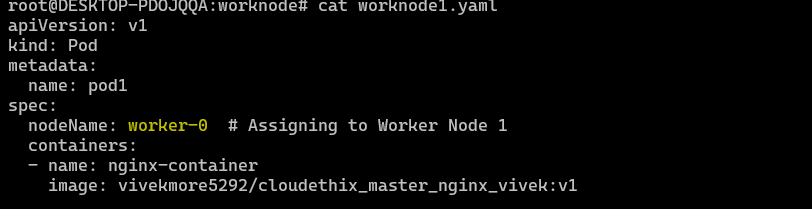 root@DESKTOP-PDOJQQA:worknode# cat worknode1.yaml
apiVersion: v1
kind: Pod
metadata:
  name: pod1
spec:
  nodeName: worker-0  # Assigning to Worker Node 1
  containers:
  - name: nginx-container
    image: vivekmore5292/cloudethix_master_nginx_vivek:v1